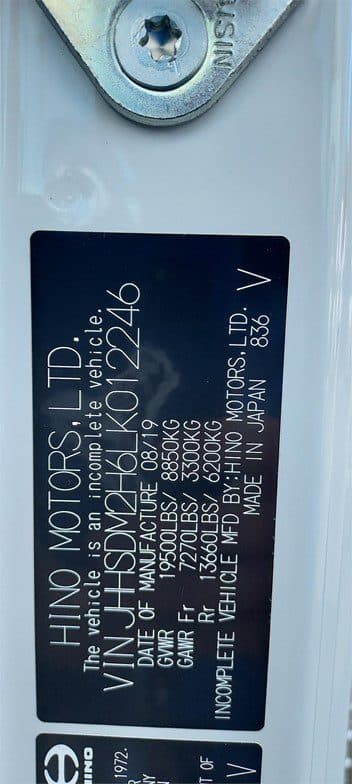 HINO MOTORS, LTD.
The vehicle is an incomplete vehicle.
VIN JHHSDM2H6LK012246
DATE OF MANUFACTURE 08/19
GVWR 19500LBS/ 8850KG
GAWR Fr 7270LBS/ 3300KG
Rr 13660LBS/ 6200KG
INCOMPLETE VEHICLE MFD BY:HINO MOTORS,LTD.
MADE IN JAPAN 836 V
HINO
1972-
T OF
V